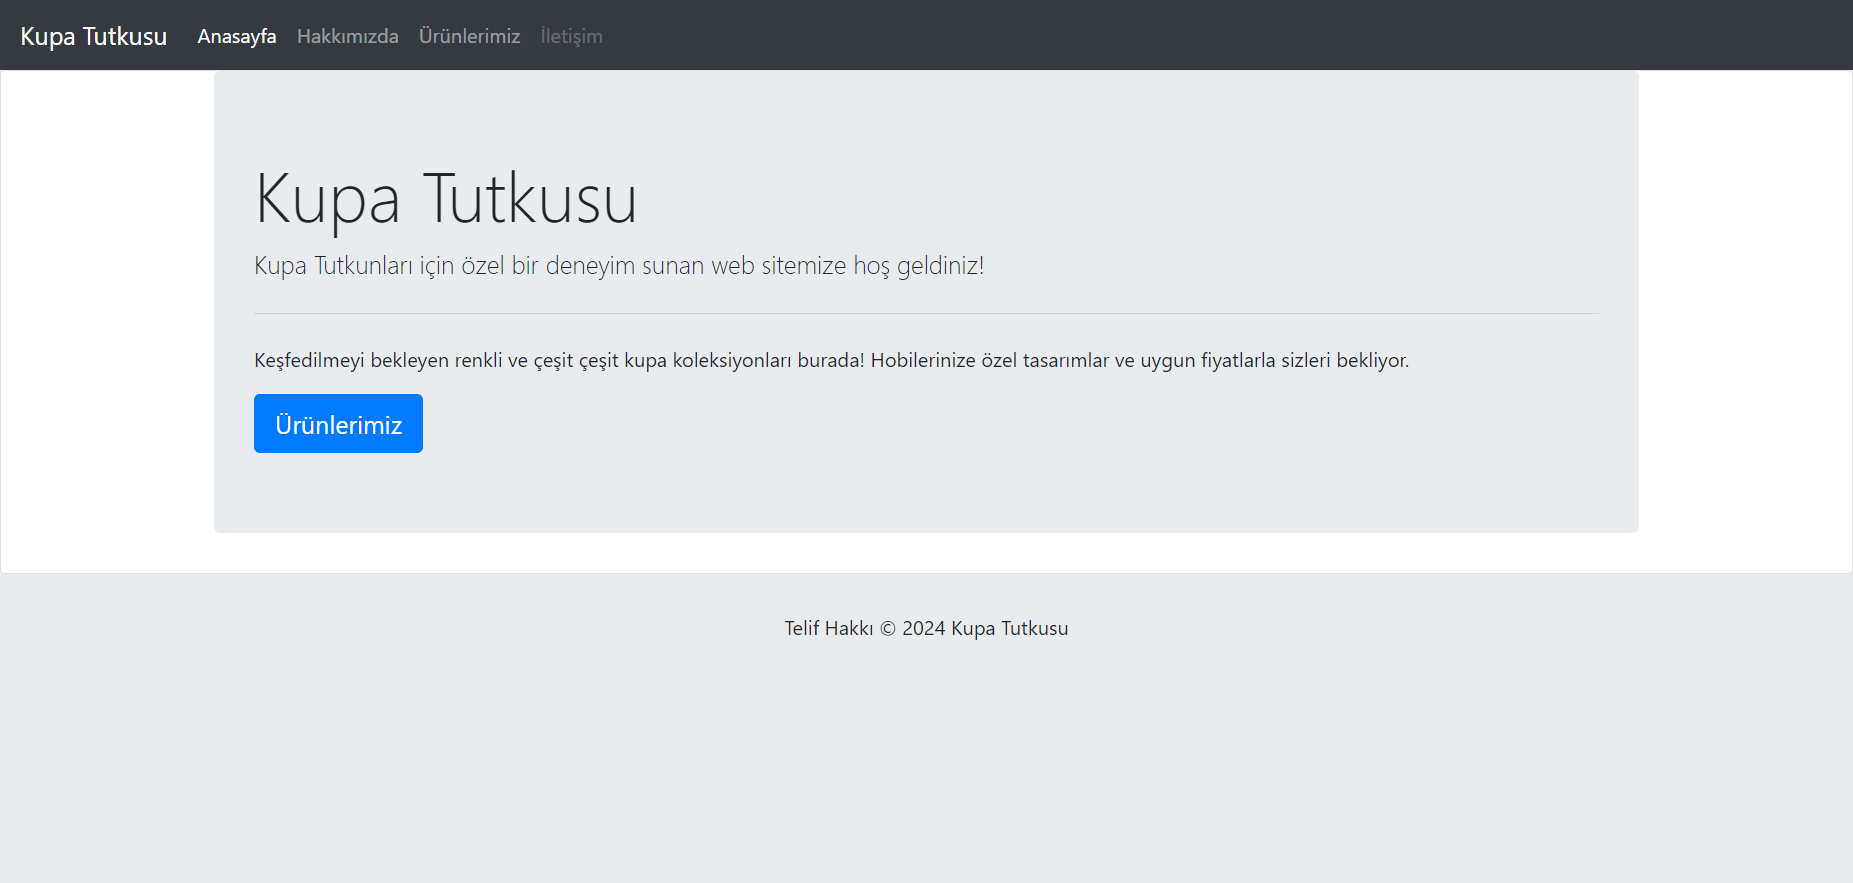 Kupa Tutkusu Anasayfa Hakkımızda Ürünlerimiz İletişim
Kupa Tutkusu
Kupa Tutkunları için özel bir deneyim sunan web sitemize hoş geldiniz!
Keşfedilmeyi bekleyen renkli ve çeşit çeşit kupa koleksiyonları burada! Hobilerinize özel tasarımlar ve uygun fiyatlarla sizleri bekliyor.
Ürünlerimiz
Telif Hakkı © 2024 Kupa Tutkusu